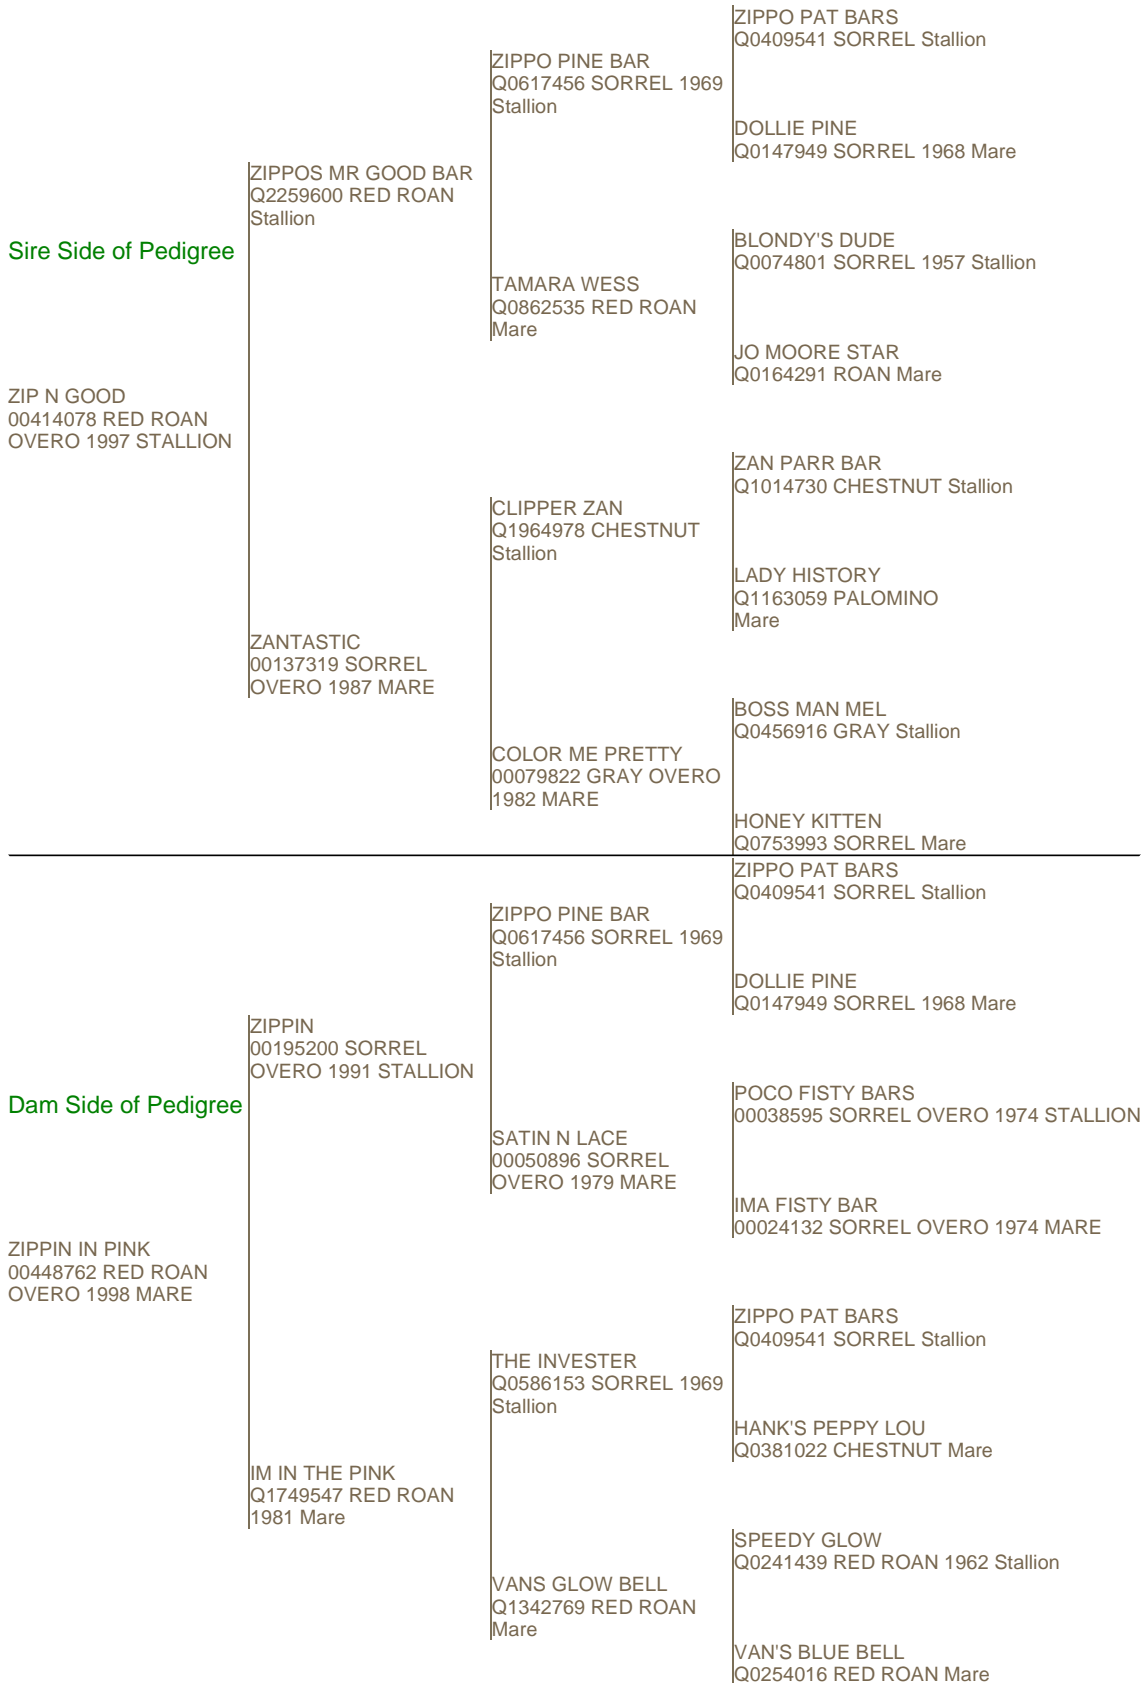 ZIPPO PAT BARS
Q0409541 SORREL Stallion
ZIPPO PINE BAR
Q0617456 SORREL 1969
Stallion
DOLLIE PINE
Q0147949 SORREL 1968 Mare
ZIPPOS MR GOOD BAR
Q2259600 RED ROAN
Stallion
Sire Side of Pedigree
BLONDY'S DUDE
Q0074801 SORREL 1957 Stallion
TAMARA WESS
Q0862535 RED ROAN
Mare
JO MOORE STAR
Q0164291 ROAN Mare
ZIP N GOOD
00414078 RED ROAN
OVERO 1997 STALLION
ZAN PARR BAR
Q1014730 CHESTNUT Stallion
CLIPPER ZAN
Q1964978 CHESTNUT
Stallion
LADY HISTORY
Q1163059 PALOMINO
Mare
ZANTASTIC
00137319 SORREL
OVERO 1987 MARE
BOSS MAN MEL
Q0456916 GRAY Stallion
COLOR ME PRETTY
00079822 GRAY OVERO
1982 MARE
HONEY KITTEN
Q0753993 SORREL Mare
ZIPPO PAT BARS
Q0409541 SORREL Stallion
ZIPPO PINE BAR
Q0617456 SORREL 1969
Stallion
DOLLIE PINE
Q0147949 SORREL 1968 Mare
ZIPPIN
00195200 SORREL
OVERO 1991 STALLION
Dam Side of Pedigree
POCO FISTY BARS
00038595 SORREL OVERO 1974 STALLION
SATIN N LACE
00050896 SORREL
OVERO 1979 MARE
IMA FISTY BAR
00024132 SORREL OVERO 1974 MARE
ZIPPIN IN PINK
00448762 RED ROAN
OVERO 1998 MARE
ZIPPO PAT BARS
Q0409541 SORREL Stallion
THE INVESTER
Q0586153 SORREL 1969
Stallion
HANK'S PEPPY LOU
Q0381022 CHESTNUT Mare
IM IN THE PINK
Q1749547 RED ROAN
1981 Mare
SPEEDY GLOW
Q0241439 RED ROAN 1962 Stallion
VANS GLOW BELL
Q1342769 RED ROAN
Mare
VAN'S BLUE BELL
Q0254016 RED ROAN Mare